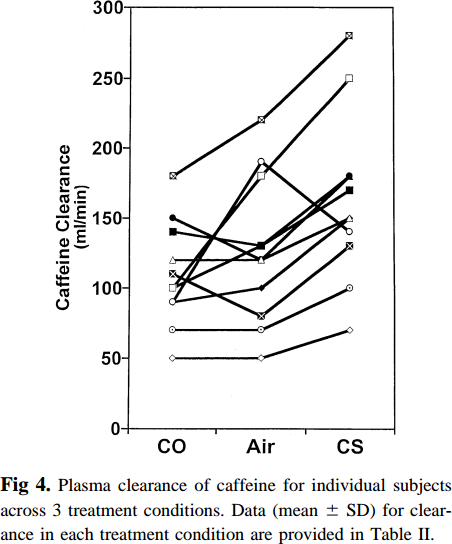 300
250
200
150
100
50
0
Caffeine Clearance
(ml/min)
CO Air CS
Fig 4. Plasma clearance of caffeine for individual subjects
across 3 treatment conditions. Data (mean ± SD) for clear-
ance in each treatment condition are provided in Table II.